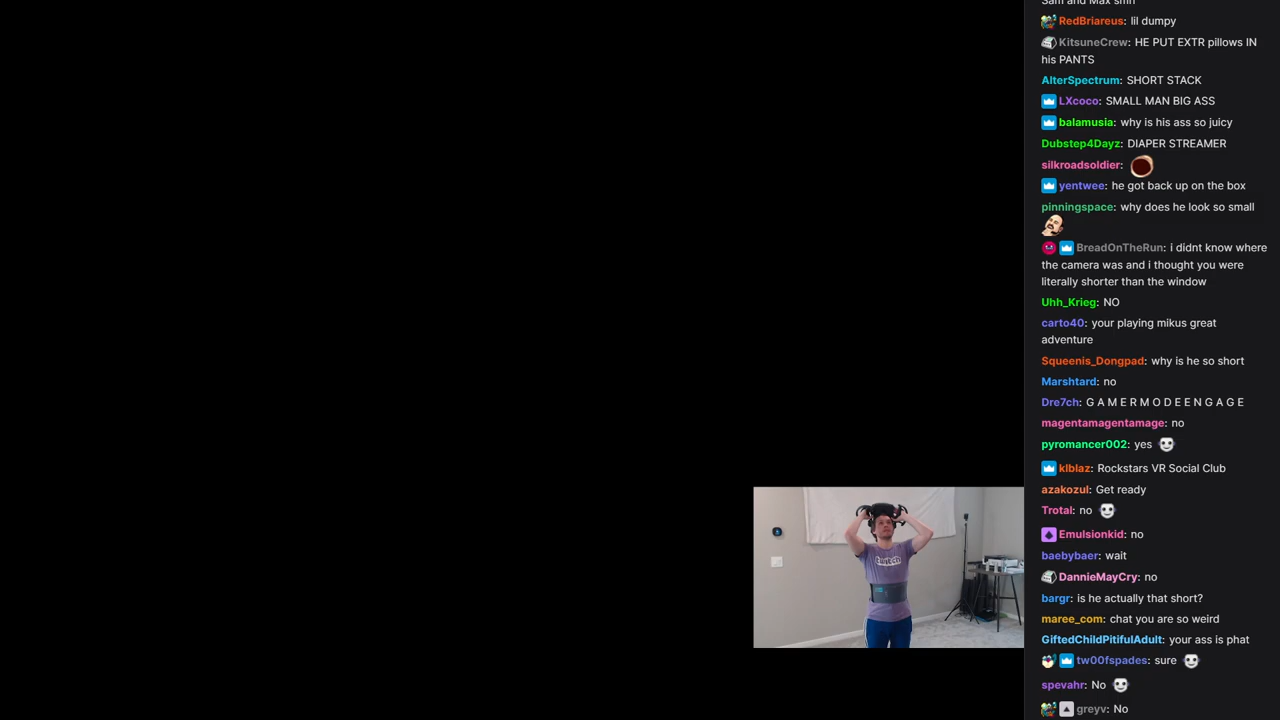 Sam and Max smh
RedBriareus: lil dumpy
KitsuneCrew: HE PUT EXTR pillows IN
his PANTS
AlterSpectrum: SHORT STACK
LXcoco: SMALL MAN BIG ASS
balamusia: why is his ass so juicy
Dubstep4Dayz: DIAPER STREAMER
silkroadsoldier:
yentwee: he got back up on the box
pinningspace: why does he look so small
BreadOnTheRun: i didnt know where
the camera was and i thought you were
literally shorter than the window
Uhh_Krieg: NO
carto40: your playing mikus great
adventure
Squeenis_Dongpad: why is he so short
Marshtard: no
Dre7ch: G A M E R M O D E E N G A G E
magentamagentamage: no
pyromancer002: yes
klblaz: Rockstars VR Social Club
azakozul: Get ready
Trotal: no
Emulsionkid: no
baebybaer: wait
DannieMayCry: no
bargr: is he actually that short?
maree_com: chat you are so weird
GiftedChildPitifulAdult: your ass is phat
tw00fspades: sure
spevahr: No
greyv: No
twitch